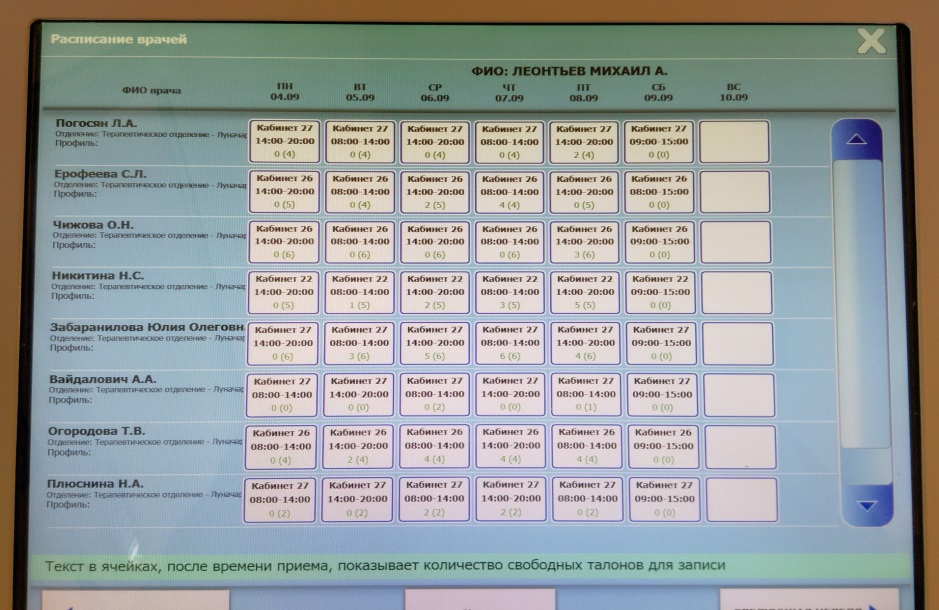 Расписание врачей
ФИО: ЛЕОНТЬЕВ МИХАИЛ А.
ФИО врача ПН ВТ СР ЧТ ПТ СБ ВС
04.09 05.09 06.09 07.09 08.09 09.09 10.09
Погосян Л.А.
Отделение: Терапевтическое отделение - Луначар
Профиль:
Кабинет 27 Кабинет 27 Кабинет 27 Кабинет 27 Кабинет 27 Кабинет 27
14:00-20:00 08:00-14:00 14:00-20:00 08:00-14:00 14:00-20:00 09:00-15:00
0 (4) 0 (4) 0 (4) 0 (4) 2 (4) 0 (0)
Ерофеева С.Л.
Отделение: Терапевтическое отделение - Луначар
Профиль:
Кабинет 26 Кабинет 26 Кабинет 26 Кабинет 26 Кабинет 26 Кабинет 26
14:00-20:00 08:00-14:00 14:00-20:00 08:00-14:00 14:00-20:00 08:00-15:00
0 (5) 0 (4) 2 (5) 4 (4) 0 (5) 0 (0)
Чижова О.Н.
Отделение: Терапевтическое отделение - Луначар
Профиль:
Кабинет 26 Кабинет 26 Кабинет 26 Кабинет 26 Кабинет 26 Кабинет 26
14:00-20:00 08:00-14:00 14:00-20:00 08:00-14:00 14:00-20:00 09:00-15:00
0 (6) 0 (6) 0 (6) 0 (6) 3 (6) 0 (0)
Никитина Н.С.
Отделение: Терапевтическое отделение - Луначар
Профиль:
Кабинет 22 Кабинет 22 Кабинет 22 Кабинет 22 Кабинет 22 Кабинет 22
14:00-20:00 08:00-14:00 14:00-20:00 08:00-14:00 14:00-20:00 09:00-15:00
0 (5) 1 (5) 2 (5) 3 (5) 5 (5) 0 (0)
Забаранилова Юлия Олеговн
Отделение: Терапевтическое отделение - Луначар
Профиль:
Кабинет 27 Кабинет 27 Кабинет 27 Кабинет 27 Кабинет 27 Кабинет 27
14:00-20:00 08:00-14:00 14:00-20:00 08:00-14:00 14:00-20:00 09:00-15:00
0 (6) 3 (6) 5 (6) 6 (6) 4 (6) 0 (0)
Вайдалович А.А.
Отделение: Терапевтическое отделение - Луначар
Профиль:
Кабинет 27 Кабинет 27 Кабинет 27 Кабинет 27 Кабинет 27 Кабинет 27
08:00-14:00 14:00-20:00 08:00-14:00 14:00-20:00 08:00-14:00 09:00-15:00
0 (0) 0 (0) 0 (2) 0 (0) 0 (1) 0 (0)
Огородова Т.В.
Отделение: Терапевтическое отделение - Луначар
Профиль:
Кабинет 26 Кабинет 26 Кабинет 26 Кабинет 26 Кабинет 26 Кабинет 26
08:00-14:00 14:00-20:00 08:00-14:00 14:00-20:00 08:00-14:00 09:00-15:00
0 (4) 2 (4) 4 (4) 4 (4) 4 (4) 0 (0)
Плюснина Н.А.
Отделение: Терапевтическое отделение - Луначар
Профиль:
Кабинет 27 Кабинет 27 Кабинет 27 Кабинет 27 Кабинет 27 Кабинет 27
08:00-14:00 14:00-20:00 08:00-14:00 14:00-20:00 08:00-14:00 09:00-15:00
0 (2) 0 (2) 2 (2) 2 (2) 0 (2) 0 (0)
Текст в ячейках, после времени приема, показывает количество свободных талонов для записи